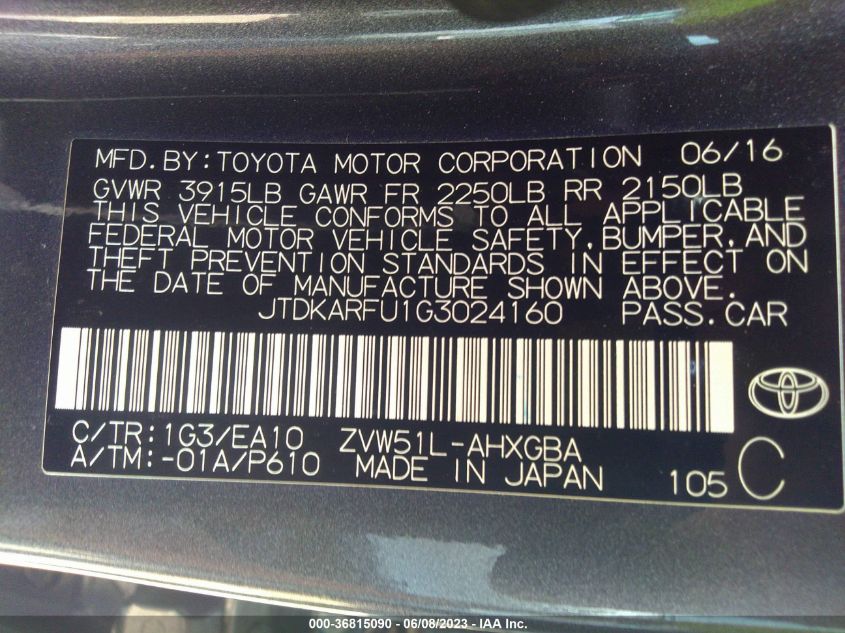 MFD.BY:TOYOTA MOTOR CORPORATION 06/16
GVWR 3915LB GAWR FR 2250LB RR 2150LB
THIS VEHICLE CONFORMS TO ALL APPLICABLE
FEDERAL MOTOR VEHICLE SAFETY,BUMPER,AND
THEFT PREVENTION STANDARDS IN EFFECT ON
THE DATE OF MANUFACTURE SHOWN ABOVE.
JTDKARFU1G3024160 PASS.CAR
C/TR:1G3/EA10 ZVW51L-AHXGBA
A/TM:-01A/P610 MADE IN JAPAN 105 C
000-36815090 - 06/08/2023 - IAA Inc.